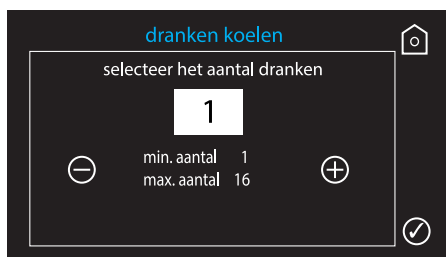 dranken koelen
selecteer het aantal dranken
1
min. aantal 1
max. aantal 16